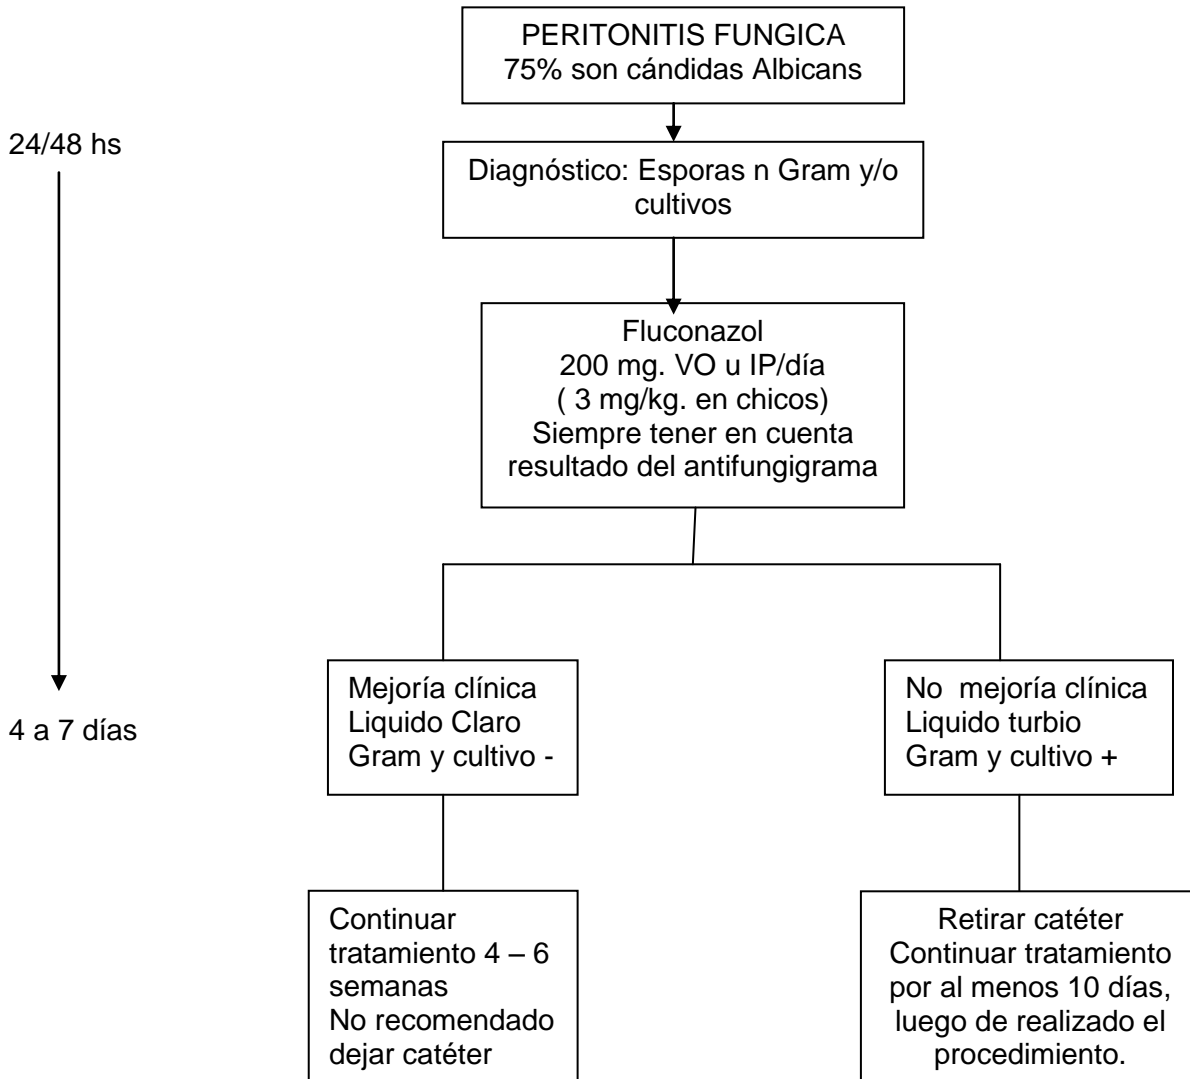 PERITONITIS FUNGICA
75% son cándidas Albicans
24/48 hs
Diagnóstico: Esporas n Gram y/o
cultivos
Fluconazol
200 mg. VO u IP/día
( 3 mg/kg. en chicos)
Siempre tener en cuenta
resultado del antifungigrama
Mejoría clínica
Liquido Claro
Gram y cultivo -
No mejoría clínica
Liquido turbio
Gram y cultivo +
4 a 7 días
Continuar
tratamiento 4 – 6
semanas
No recomendado
dejar catéter
Retirar catéter
Continuar tratamiento
por al menos 10 días,
luego de realizado el
procedimiento.